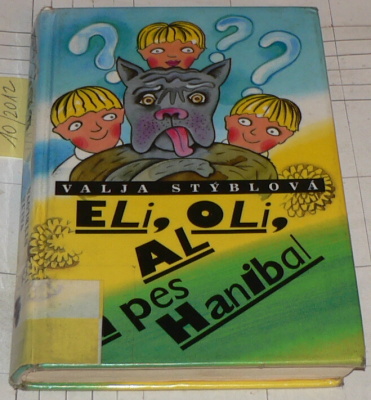 10/2012
? ? ?
VALJA STÝBLOVÁ
ELi, OLi,
AL
a pes
Hanibal